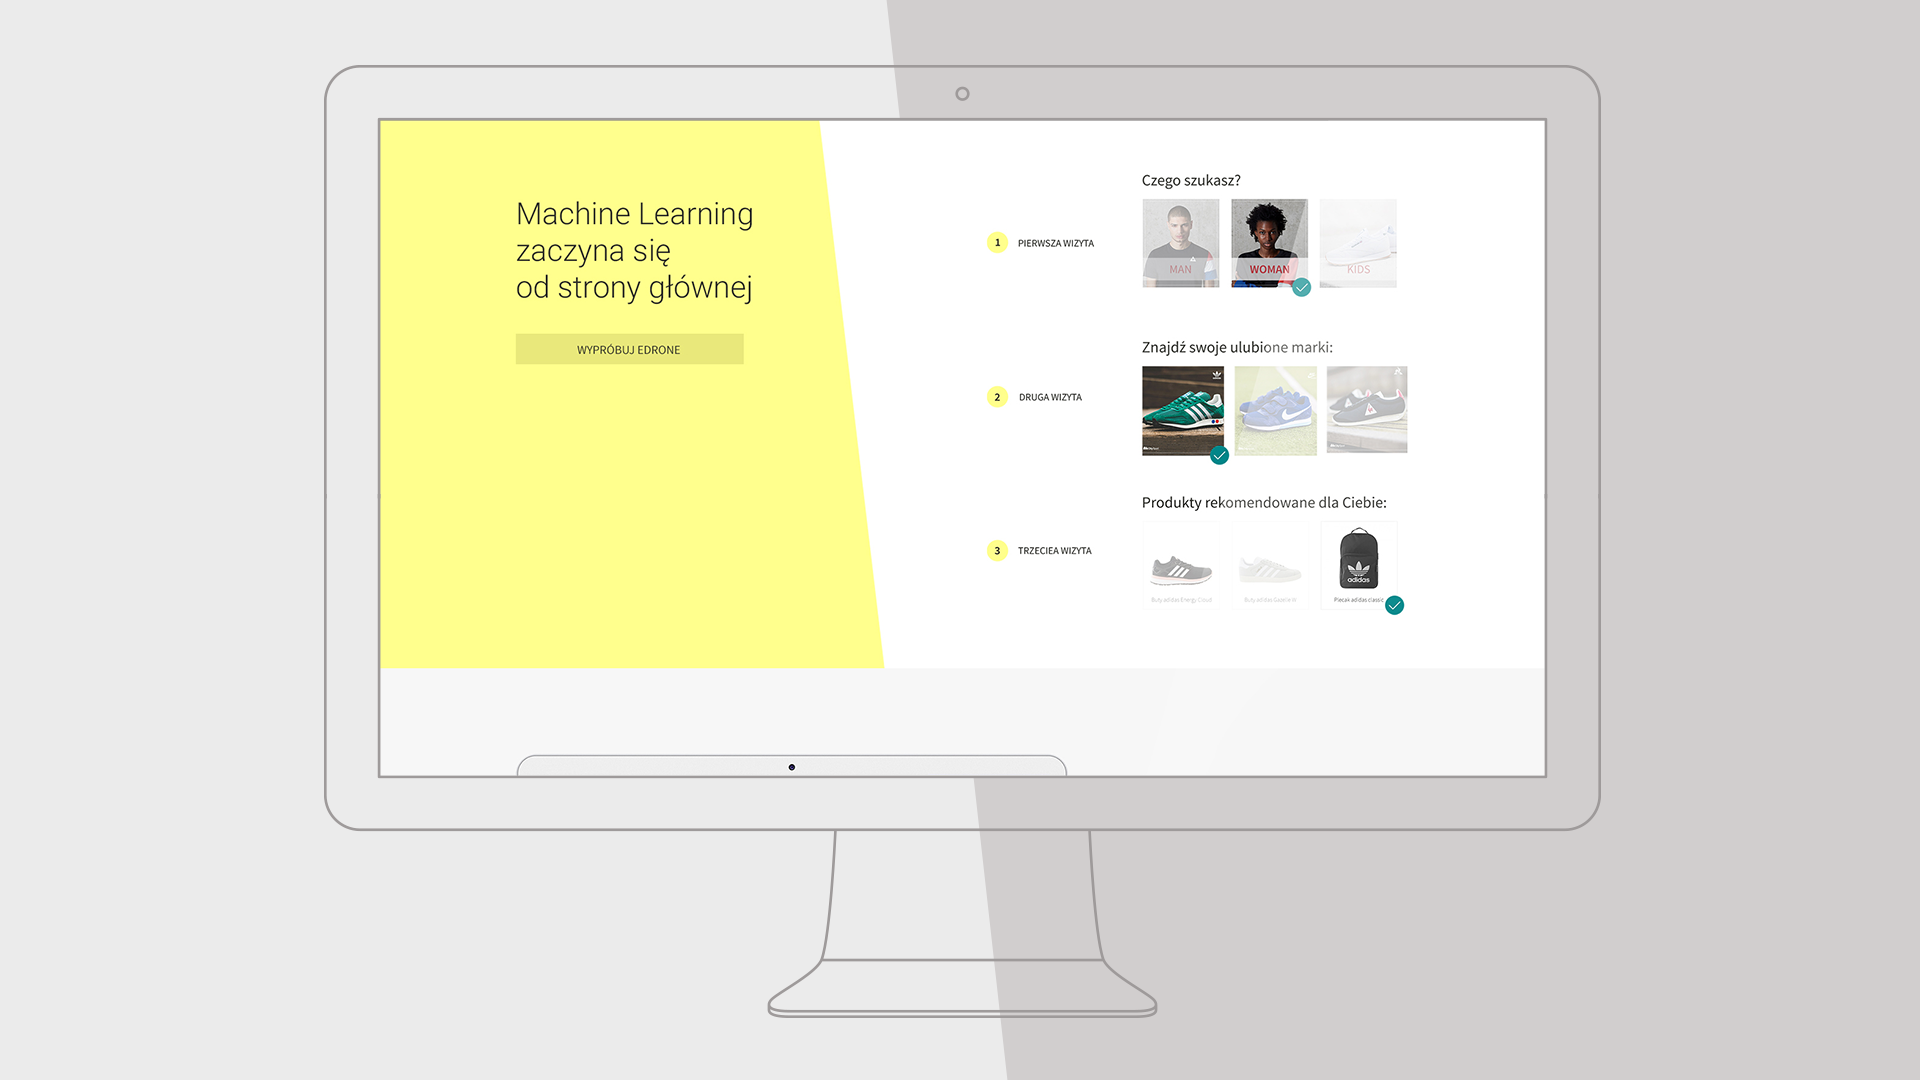 Machine Learning
zaczyna się
od strony głównej
WYPRÓBUJ EDRONE
Czego szukasz?
1 PIERWSZA WIZYTA
MAN WOMAN KIDS
Znajdź swoje ulubione marki:
2 DRUGA WIZYTA
Produkty rekomendowane dla Ciebie:
3 TRZECIEA WIZYTA
adidas
Buty adidas Energy Cloud
Buty adidas
Plecak adidas classic